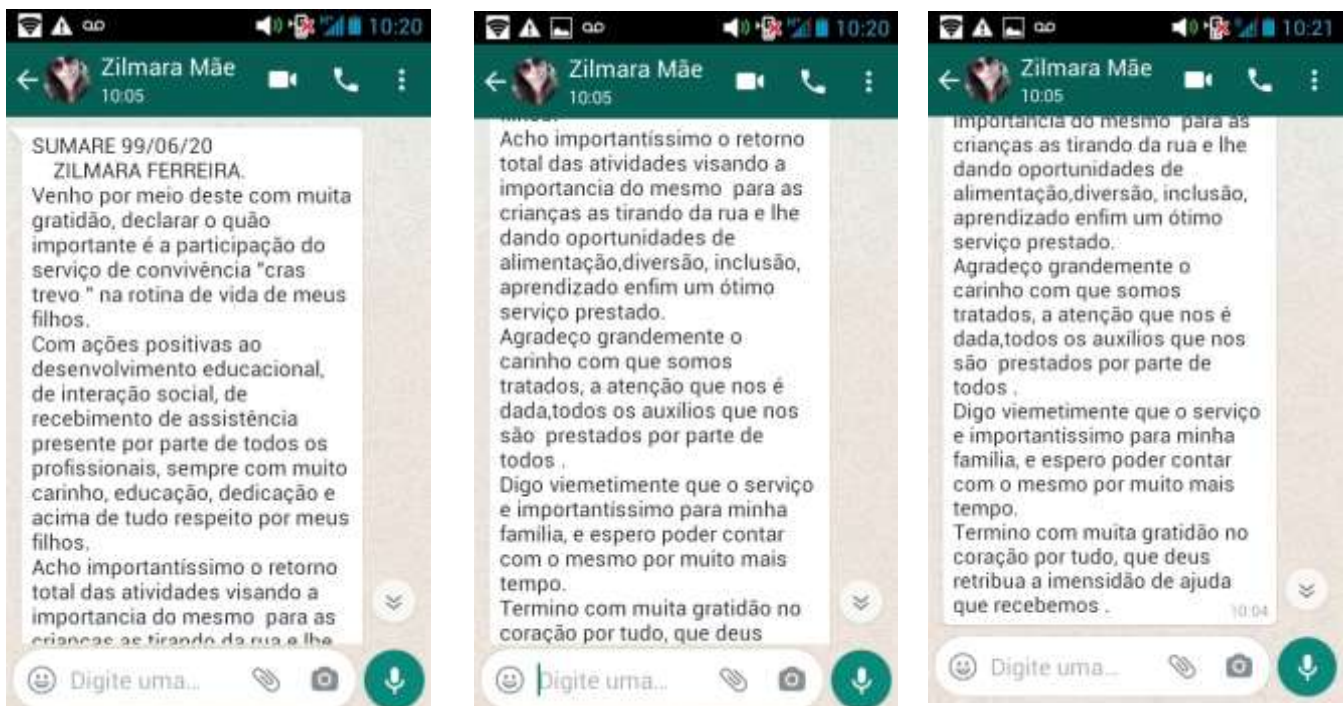 10:20
Zilmara Mãe
10:05
SUMARE 99/06/20
ZILMARA FERREIRA.
Venho por meio deste com muita
gratidão, declarar o quão
importante é a participação do
serviço de convivência "cras
trevo " na rotina de vida de meus
filhos.
Com ações positivas ao
desenvolvimento educacional,
de interação social, de
recebimento de assistência
presente por parte de todos os
profissionais, sempre com muito
carinho, educação, dedicação e
acima de tudo respeito por meus
filhos.
Acho importantíssimo o retorno
total das atividades visando a
importancia do mesmo para as
crianças as tirando da rua e lhe
Digite uma...
10:20
Zilmara Mãe
10:05
filhos.
Acho importantíssimo o retorno
total das atividades visando a
importancia do mesmo para as
crianças as tirando da rua e lhe
dando oportunidades de
alimentação,diversão, inclusão,
aprendizado enfim um ótimo
serviço prestado.
Agradeço grandemente o
carinho com que somos
tratados, a atenção que nos é
dada,todos os auxílios que nos
são prestados por parte de
todos .
Digo viemetimente que o serviço
e importantíssimo para minha
família, e espero poder contar
com o mesmo por muito mais
tempo.
Termino com muita gratidão no
coração por tudo, que deus
Digite uma...
10:21
Zilmara Mãe
10:05
importancia do mesmo para as
crianças as tirando da rua e lhe
dando oportunidades de
alimentação,diversão, inclusão,
aprendizado enfim um ótimo
serviço prestado.
Agradeço grandemente o
carinho com que somos
tratados, a atenção que nos é
dada,todos os auxílios que nos
são prestados por parte de
todos .
Digo viemetimente que o serviço
e importantíssimo para minha
família, e espero poder contar
com o mesmo por muito mais
tempo.
Termino com muita gratidão no
coração por tudo, que deus
retribua a imensidão de ajuda
que recebemos .
10:04
Digite uma...